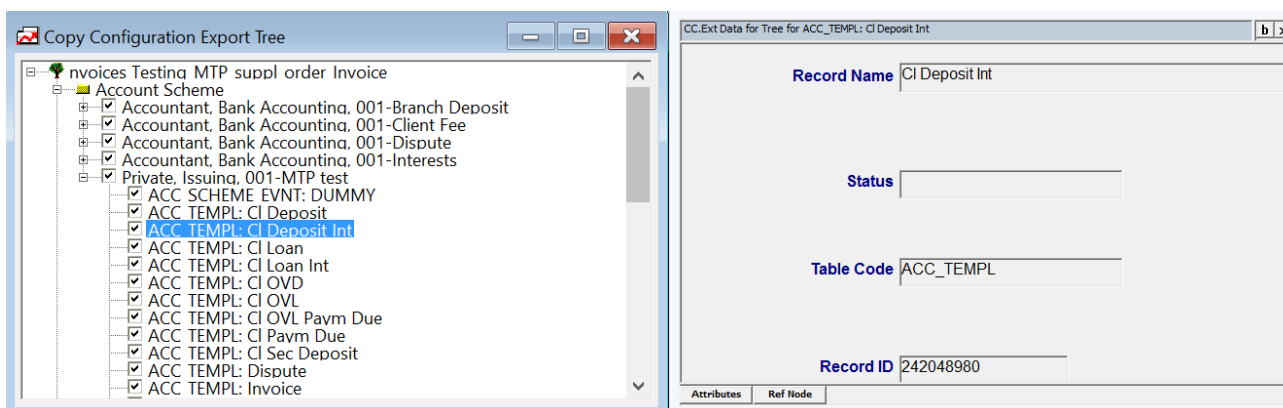 Copy Configuration Export Tree
nvoices Testing MTP suppl order Invoice
Account Scheme
Accountant, Bank Accounting, 001-Branch Deposit
Accountant, Bank Accounting, 001-Client Fee
Accountant, Bank Accounting, 001-Dispute
Accountant, Bank Accounting, 001-Interests
Private, Issuing, 001-MTP test
ACC SCHEME EVNT: DUMMY
ACC TEMPL: Cl Deposit
ACC TEMPL: Cl Deposit Int
ACC TEMPL: Cl Loan
ACC TEMPL: Cl Loan Int
ACC TEMPL: Cl OVD
ACC TEMPL: Cl OVL
ACC TEMPL: Cl OVL Paym Due
ACC TEMPL: Cl Paym Due
ACC TEMPL: Cl Sec Deposit
ACC TEMPL: Dispute
ACC TEMPL: Invoice
CC.Ext Data for Tree for ACC_TEMPL: Cl Deposit Int
b
Record Name Cl Deposit Int
Status
Table Code ACC_TEMPL
Record ID 242048980
Attributes Ref Node